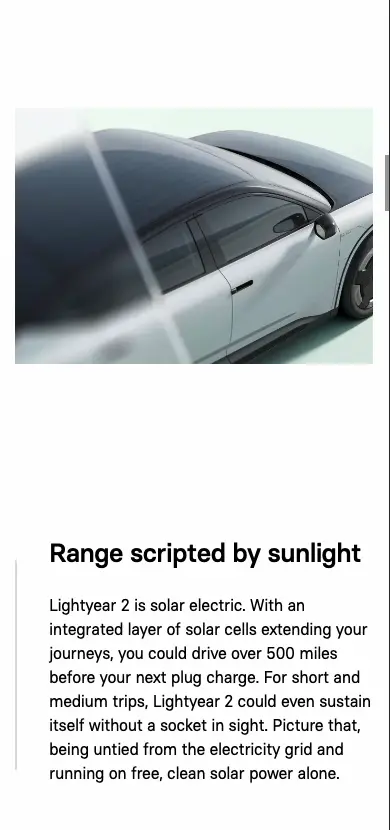 Range scripted by sunlight
Lightyear 2 is solar electric. With an
integrated layer of solar cells extending your
journeys, you could drive over 500 miles
before your next plug charge. For short and
medium trips, Lightyear 2 could even sustain
itself without a socket in sight. Picture that,
being untied from the electricity grid and
running on free, clean solar power alone.